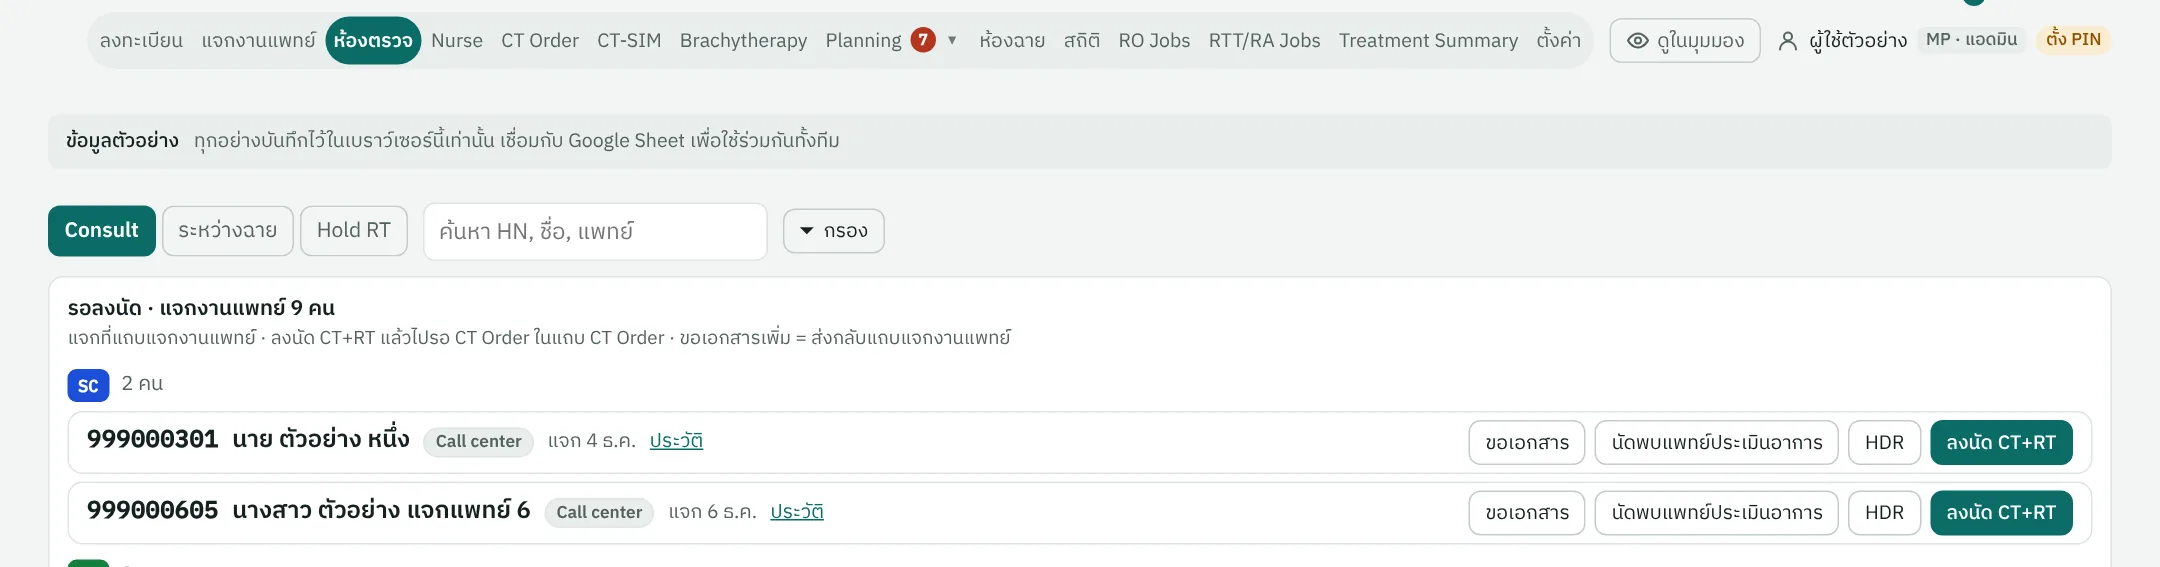 ลงทะเบียน แจกงานแพทย์ ห้องตรวจ Nurse CT Order CT-SIM Brachytherapy Planning 7 ▼ ห้องฉาย สถิติ RO Jobs RTT/RA Jobs Treatment Summary ตั้งค่า ดูในมุมมอง ผู้ใช้ตัวอย่าง MP · แอดมิน ตั้ง PIN
ข้อมูลตัวอย่าง ทุกอย่างบันทึกไว้ในเบราว์เซอร์นี้เท่านั้น เชื่อมกับ Google Sheet เพื่อใช้ร่วมกันทั้งทีม
Consult ระหว่างฉาย Hold RT ค้นหา HN, ชื่อ, แพทย์ ▼ กรอง
รอลงนัด · แจกงานแพทย์ 9 คน
แจกที่แถบแจกงานแพทย์ · ลงนัด CT+RT แล้วไปรอ CT Order ในแถบ CT Order · ขอเอกสารเพิ่ม = ส่งกลับแถบแจกงานแพทย์
SC 2 คน
999000301 นาย ตัวอย่าง หนึ่ง Call center แจก 4 ธ.ค. ประวัติ ขอเอกสาร นัดพบแพทย์ประเมินอาการ HDR ลงนัด CT+RT
999000605 นางสาว ตัวอย่าง แจกแพทย์ 6 Call center แจก 6 ธ.ค. ประวัติ ขอเอกสาร นัดพบแพทย์ประเมินอาการ HDR ลงนัด CT+RT